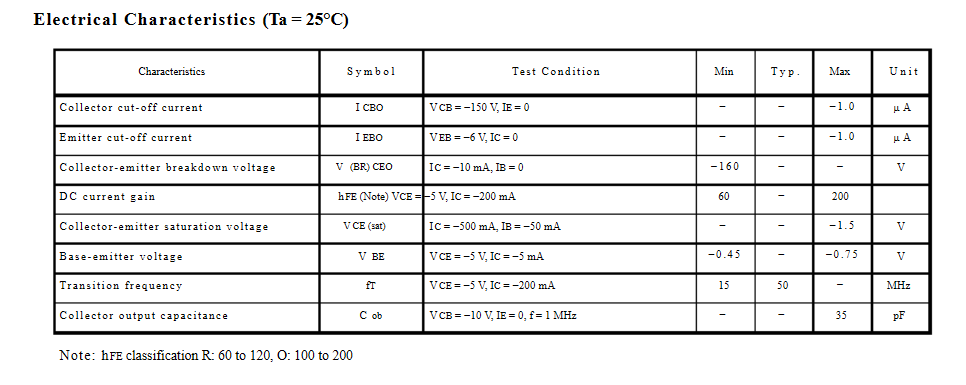 Electrical Characteristics (Ta = 25°C)
Characteristics Symbol Test Condition Min Typ. Max Unit
Collector cut-off current I CBO VCB = −150 V, IE = 0 − − −1.0 μA
Emitter cut-off current I EBO VEB = −6 V, IC = 0 − − −1.0 μA
Collector-emitter breakdown voltage V (BR) CEO IC = −10 mA, IB = 0 −160 − − V
DC current gain hFE (Note) VCE = −5 V, IC = −200 mA 60 − 200
Collector-emitter saturation voltage VCE (sat) IC = −500 mA, IB = −50 mA − − −1.5 V
Base-emitter voltage V BE VCE = −5 V, IC = −5 mA −0.45 − −0.75 V
Transition frequency fT VCE = −5 V, IC = −200 mA 15 50 − MHz
Collector output capacitance C ob VCB = −10 V, IE = 0, f = 1 MHz − − 35 pF
Note: hFE classification R: 60 to 120, O: 100 to 200